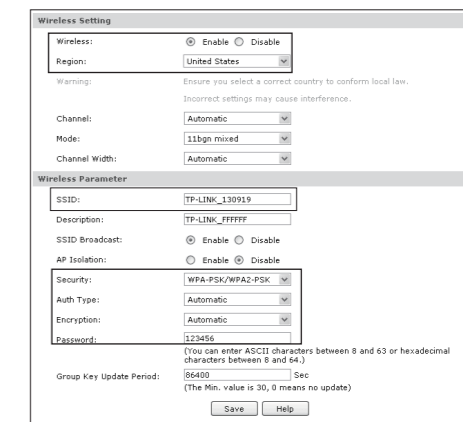 Wireless Setting
Wireless: Enable Disable
Region: United States
Warning: Ensure you select a correct country to conform local law.
Incorrect settings may cause interference.
Channel: Automatic
Mode: 11bgn mixed
Channel Width: Automatic
Wireless Parameter
SSID: TP-LINK_130919
Description: TP-LINK_FFFFFF
SSID Broadcast: Enable Disable
AP Isolation: Enable Disable
Security: WPA-PSK/WPA2-PSK
Auth Type: Automatic
Encryption: Automatic
Password: 123456
(You can enter ASCII characters between 8 and 63 or hexadecimal
characters between 8 and 64.)
Group Key Update Period: 86400 Sec
(The Min. value is 30, 0 means no update)
Save Help